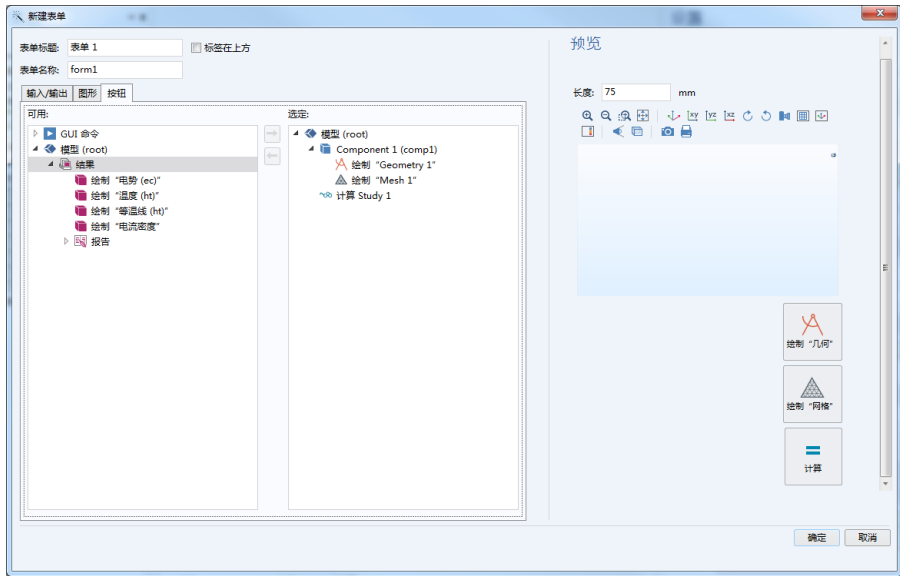 新建表单
表单标题: 表单 1 标签在上方
表单名称: form1
输入/输出 图形 按钮
可用:
GUI 命令
模型 (root)
结果
绘制 "电势 (ec)"
绘制 "温度 (ht)"
绘制 "等温线 (ht)"
绘制 "电流密度"
报告
选定:
模型 (root)
Component 1 (comp1)
绘制 "Geometry 1"
绘制 "Mesh 1"
计算 Study 1
预览
长度: 75 mm
xy yz xz
绘制 "几何"
绘制 "网格"
计算
确定 取消